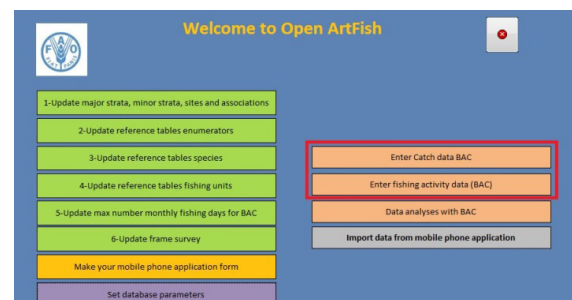 Welcome to Open ArtFish
F A O
FIAT PANIS
1-Update major strata, minor strata, sites and associations
2-Update reference tables enumerators
3-Update reference tables species
4-Update reference tables fishing units
5-Update max number monthly fishing days for BAC
6-Update frame survey
Make your mobile phone application form
Set database parameters
Enter Catch data BAC
Enter fishing activity data (BAC)
Data analyses with BAC
Import data from mobile phone application